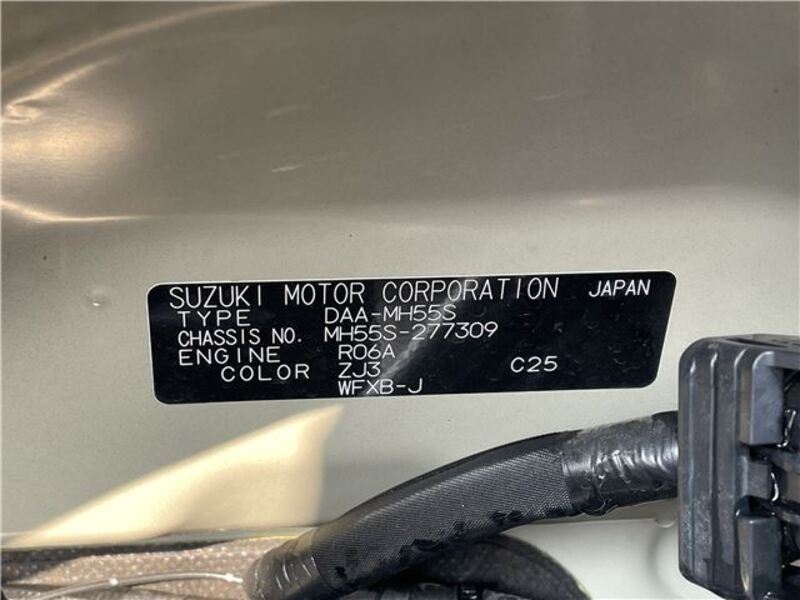 SUZUKI MOTOR CORPORATION JAPAN
TYPE DAA-MH55S
CHASSIS NO. MH55S-277309
ENGINE R06A
COLOR ZJ3 C25
WFXB-J